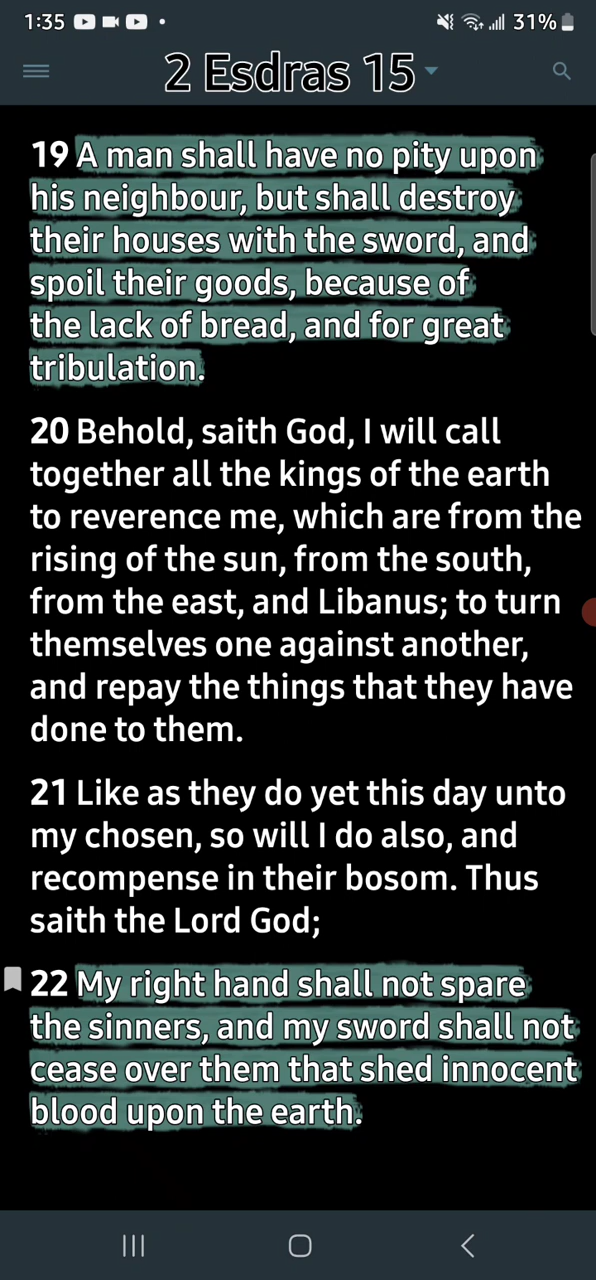 1:35
31%
2 Esdras 15
19 A man shall have no pity upon
his neighbour, but shall destroy
their houses with the sword, and
spoil their goods, because of
the lack of bread, and for great
tribulation.
20 Behold, saith God, I will call
together all the kings of the earth
to reverence me, which are from the
rising of the sun, from the south,
from the east, and Libanus; to turn
themselves one against another,
and repay the things that they have
done to them.
21 Like as they do yet this day unto
my chosen, so will I do also, and
recompense in their bosom. Thus
saith the Lord God;
22 My right hand shall not spare
the sinners, and my sword shall not
cease over them that shed innocent
blood upon the earth.